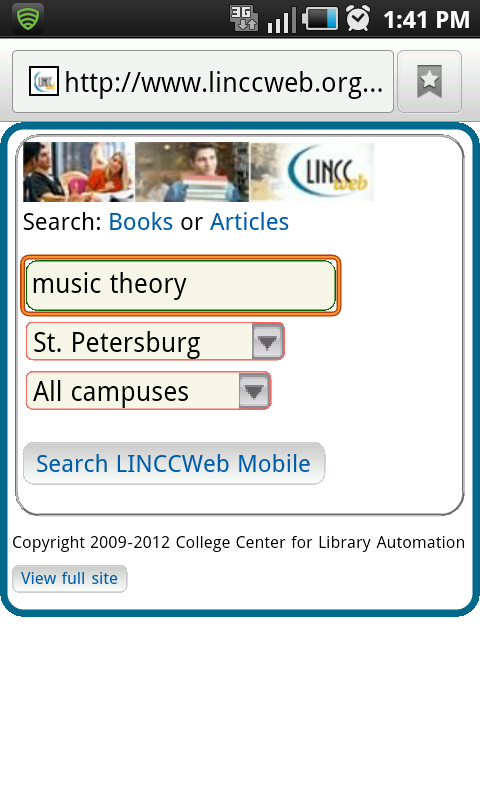 3G 1:41 PM
http://www.linccweb.org...
LINCC
web
Search: Books or Articles
music theory
St. Petersburg
All campuses
Search LINCCWeb Mobile
Copyright 2009-2012 College Center for Library Automation
View full site